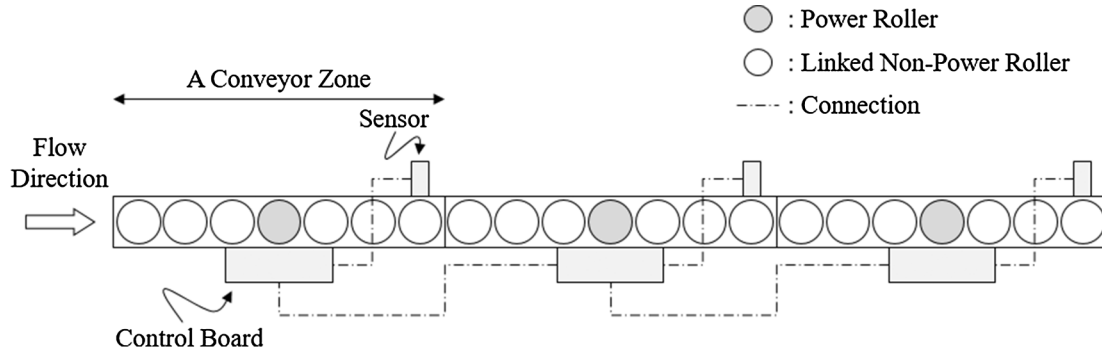 : Power Roller
: Linked Non-Power Roller
: Connection
A Conveyor Zone
Sensor
Flow
Direction
Control Board